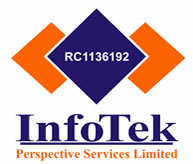 RC1136192
InfoTek
Perspective Services Limited